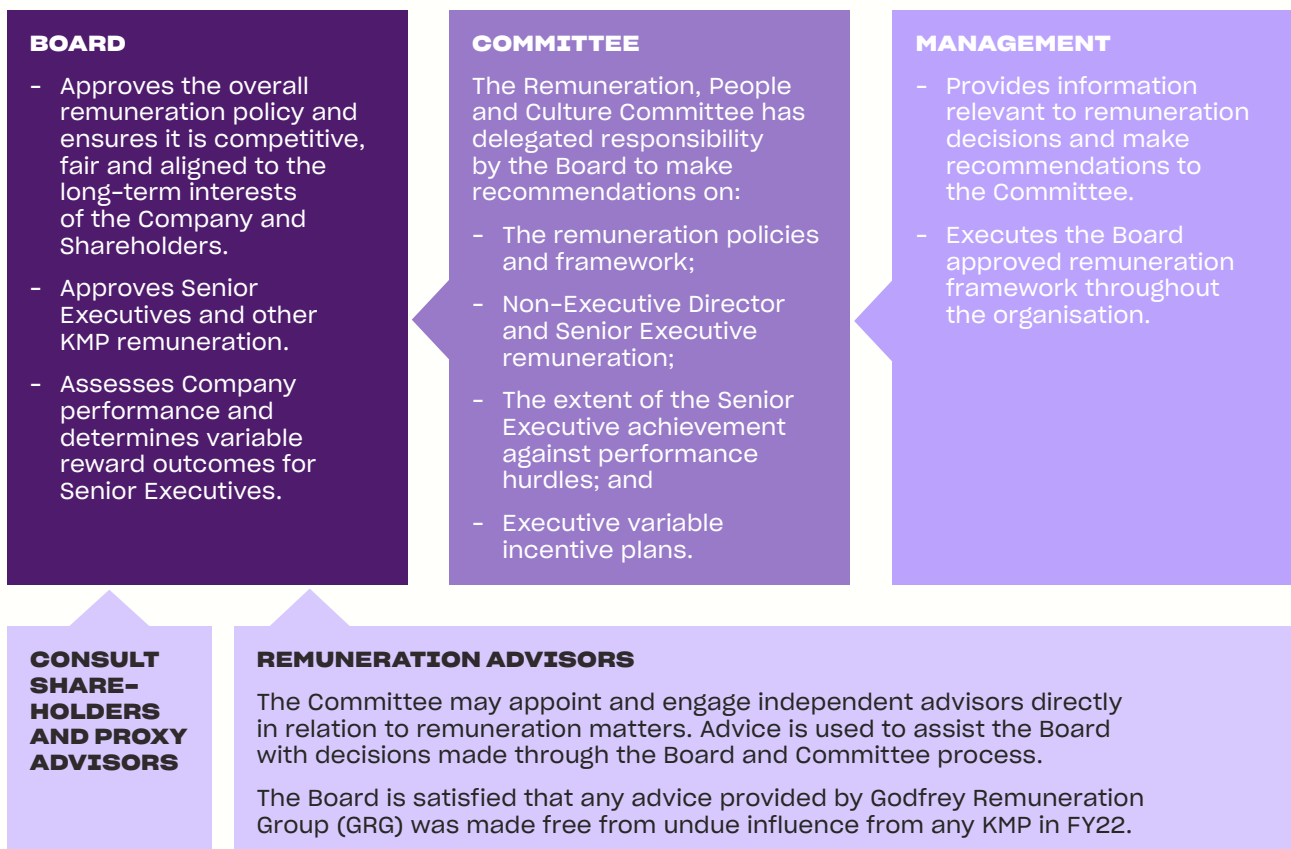 BOARD
- Approves the overall
remuneration policy and
ensures it is competitive,
fair and aligned to the
long-term interests
of the Company and
Shareholders.
- Approves Senior
Executives and other
KMP remuneration.
- Assesses Company
performance and
determines variable
reward outcomes for
Senior Executives.
COMMITTEE
The Remuneration, People
and Culture Committee has
delegated responsibility
by the Board to make
recommendations on:
- The remuneration policies
and framework;
- Non-Executive Director
and Senior Executive
remuneration;
- The extent of the Senior
Executive achievement
against performance
hurdles; and
- Executive variable
incentive plans.
MANAGEMENT
- Provides information
relevant to remuneration
decisions and make
recommendations to
the Committee.
- Executes the Board
approved remuneration
framework throughout
the organisation.
CONSULT
SHARE-
HOLDERS
AND PROXY
ADVISORS
REMUNERATION ADVISORS
The Committee may appoint and engage independent advisors directly
in relation to remuneration matters. Advice is used to assist the Board
with decisions made through the Board and Committee process.
The Board is satisfied that any advice provided by Godfrey Remuneration
Group (GRG) was made free from undue influence from any KMP in FY22.